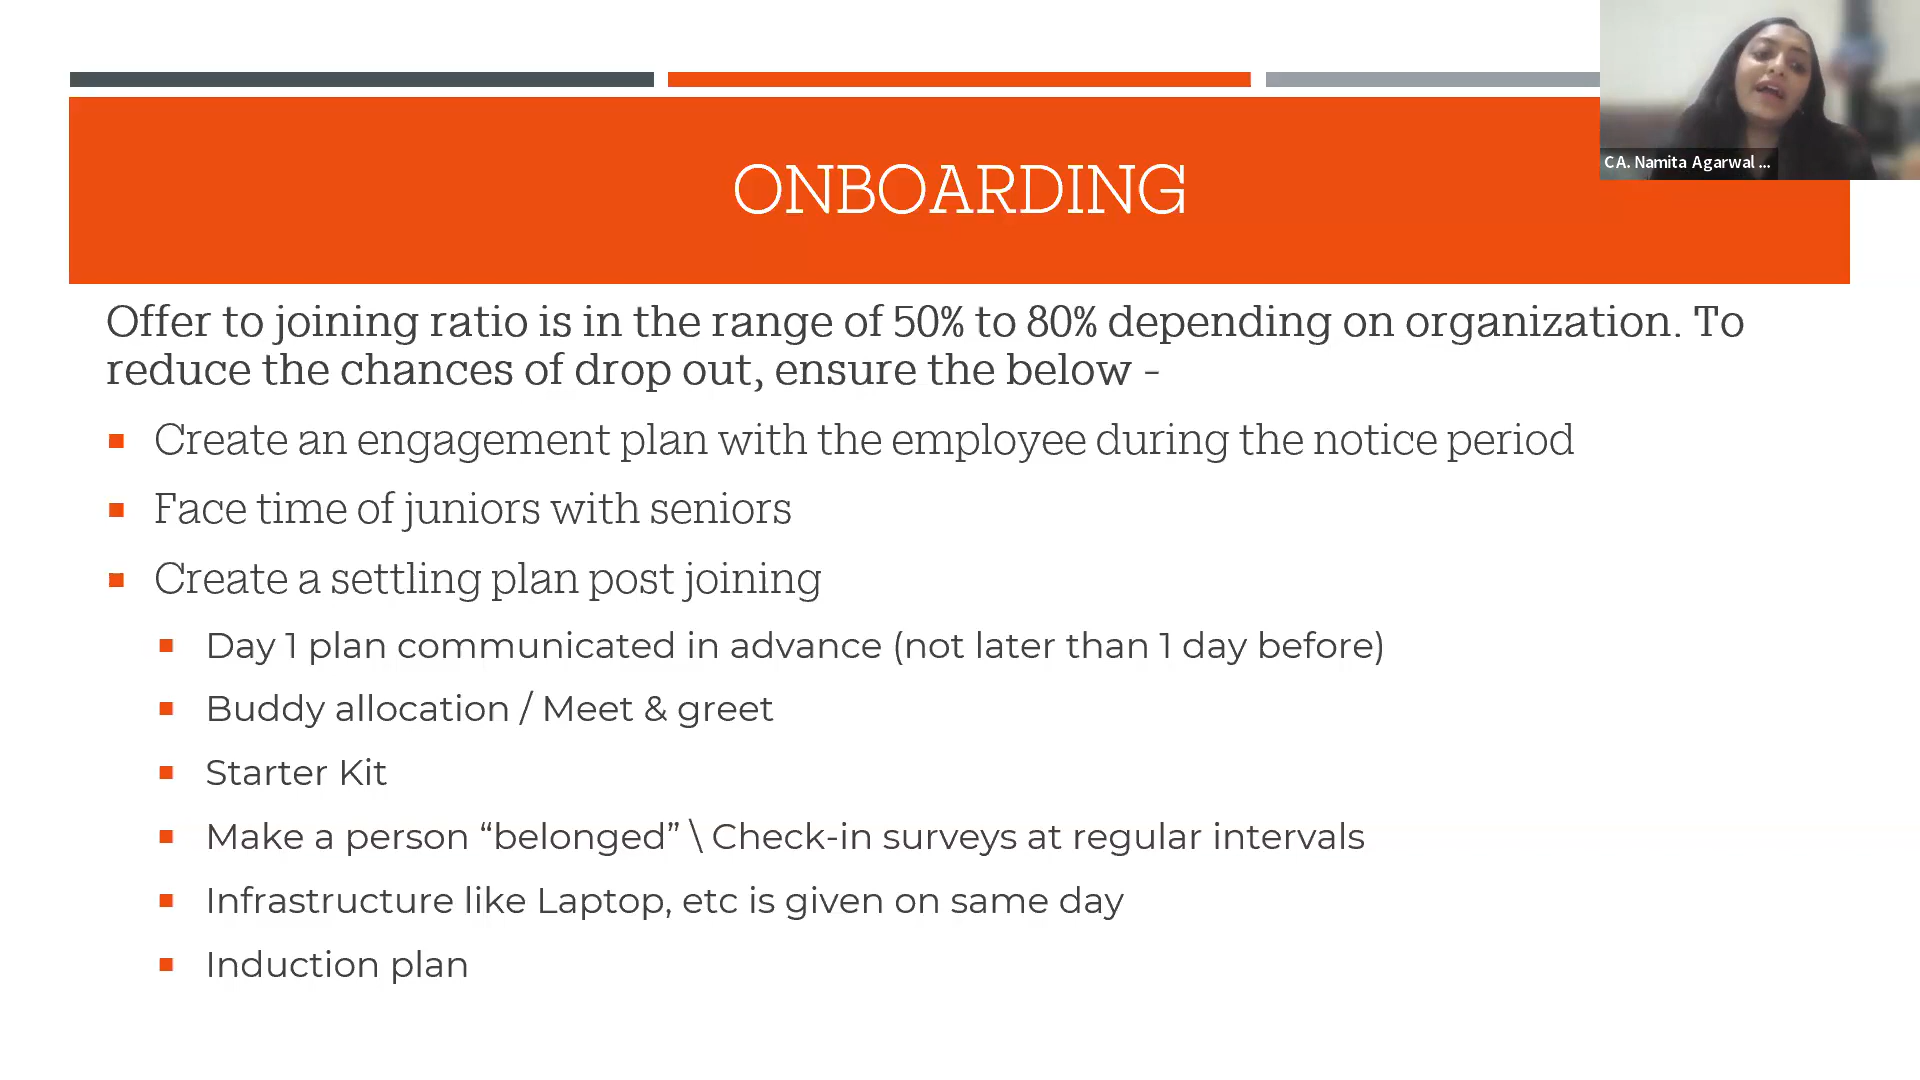 CA. Namita Agarwal ...
ONBOARDING
Offer to joining ratio is in the range of 50% to 80% depending on organization. To
reduce the chances of drop out, ensure the below -
Create an engagement plan with the employee during the notice period
Face time of juniors with seniors
Create a settling plan post joining
Day 1 plan communicated in advance (not later than 1 day before)
Buddy allocation / Meet & greet
Starter Kit
Make a person “belonged” \ Check-in surveys at regular intervals
Infrastructure like Laptop, etc is given on same day
Induction plan